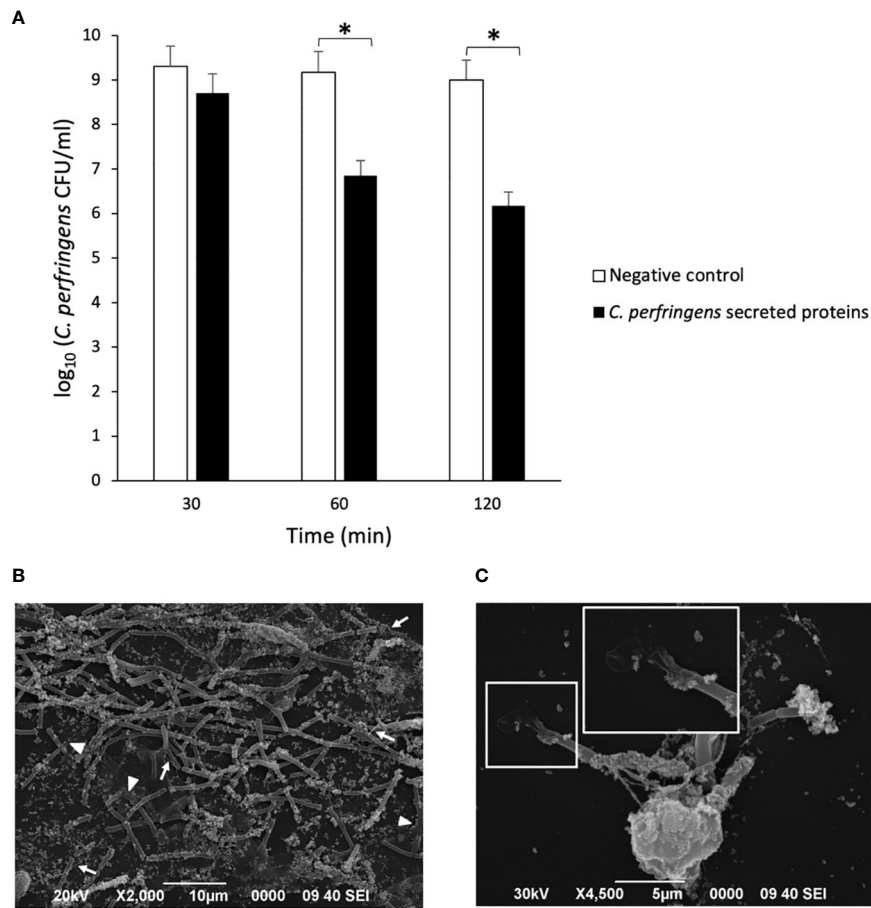 A
10
9
8
7
6
5
4
3
2
1
0
log₁₀ (C. perfringens CFU/ml)
*
*
30
60
120
Time (min)
Negative control
C. perfringens secreted proteins
B
C
20kV X2,000 10µm 0000 09 40 SEI
30kV X4,500 5µm 0000 09 40 SEI